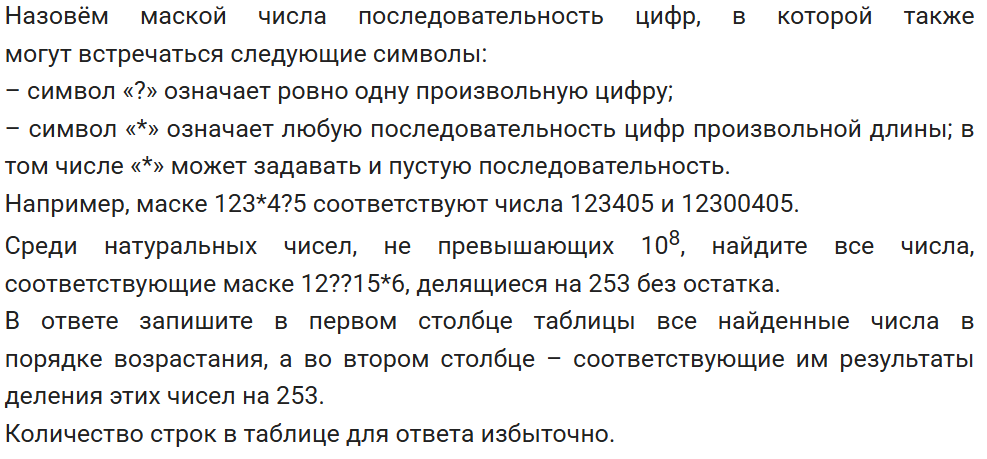 Назовём маской числа последовательность цифр, в которой также
могут встречаться следующие символы:
– символ «?» означает ровно одну произвольную цифру;
– символ «*» означает любую последовательность цифр произвольной длины; в
том числе «*» может задавать и пустую последовательность.
Например, маске 123*4?5 соответствуют числа 123405 и 12300405.
Среди натуральных чисел, не превышающих 10⁸, найдите все числа,
соответствующие маске 12??15*6, делящиеся на 253 без остатка.
В ответе запишите в первом столбце таблицы все найденные числа в
порядке возрастания, а во втором столбце – соответствующие им результаты
деления этих чисел на 253.
Количество строк в таблице для ответа избыточно.